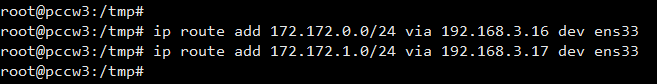 root@pccw3:/tmp#
root@pccw3:/tmp# ip route add 172.172.0.0/24 via 192.168.3.16 dev ens33
root@pccw3:/tmp# ip route add 172.172.1.0/24 via 192.168.3.17 dev ens33
root@pccw3:/tmp#